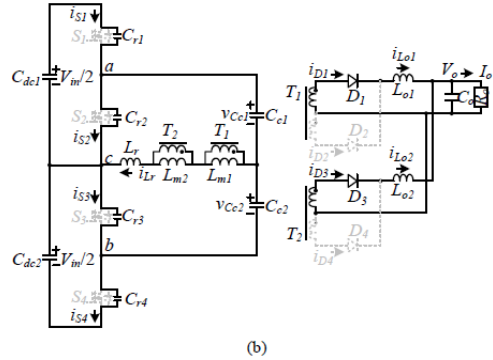 iS1
S1
Cr1
Cdc1
Vin/2
a
S2
Cr2
iS2
vCc1
Cc1
Lr
T2
T1
c
iLr
Lm2
Lm1
iS3
S3
Cr3
vCc2
Cc2
b
Cdc2
Vin/2
S4
Cr4
iS4
iD1
iLo1
Vo
Io
T1
D1
Lo1
Co
D2
iD2
iD3
iLo2
D3
Lo2
T2
D4
iD4
(b)